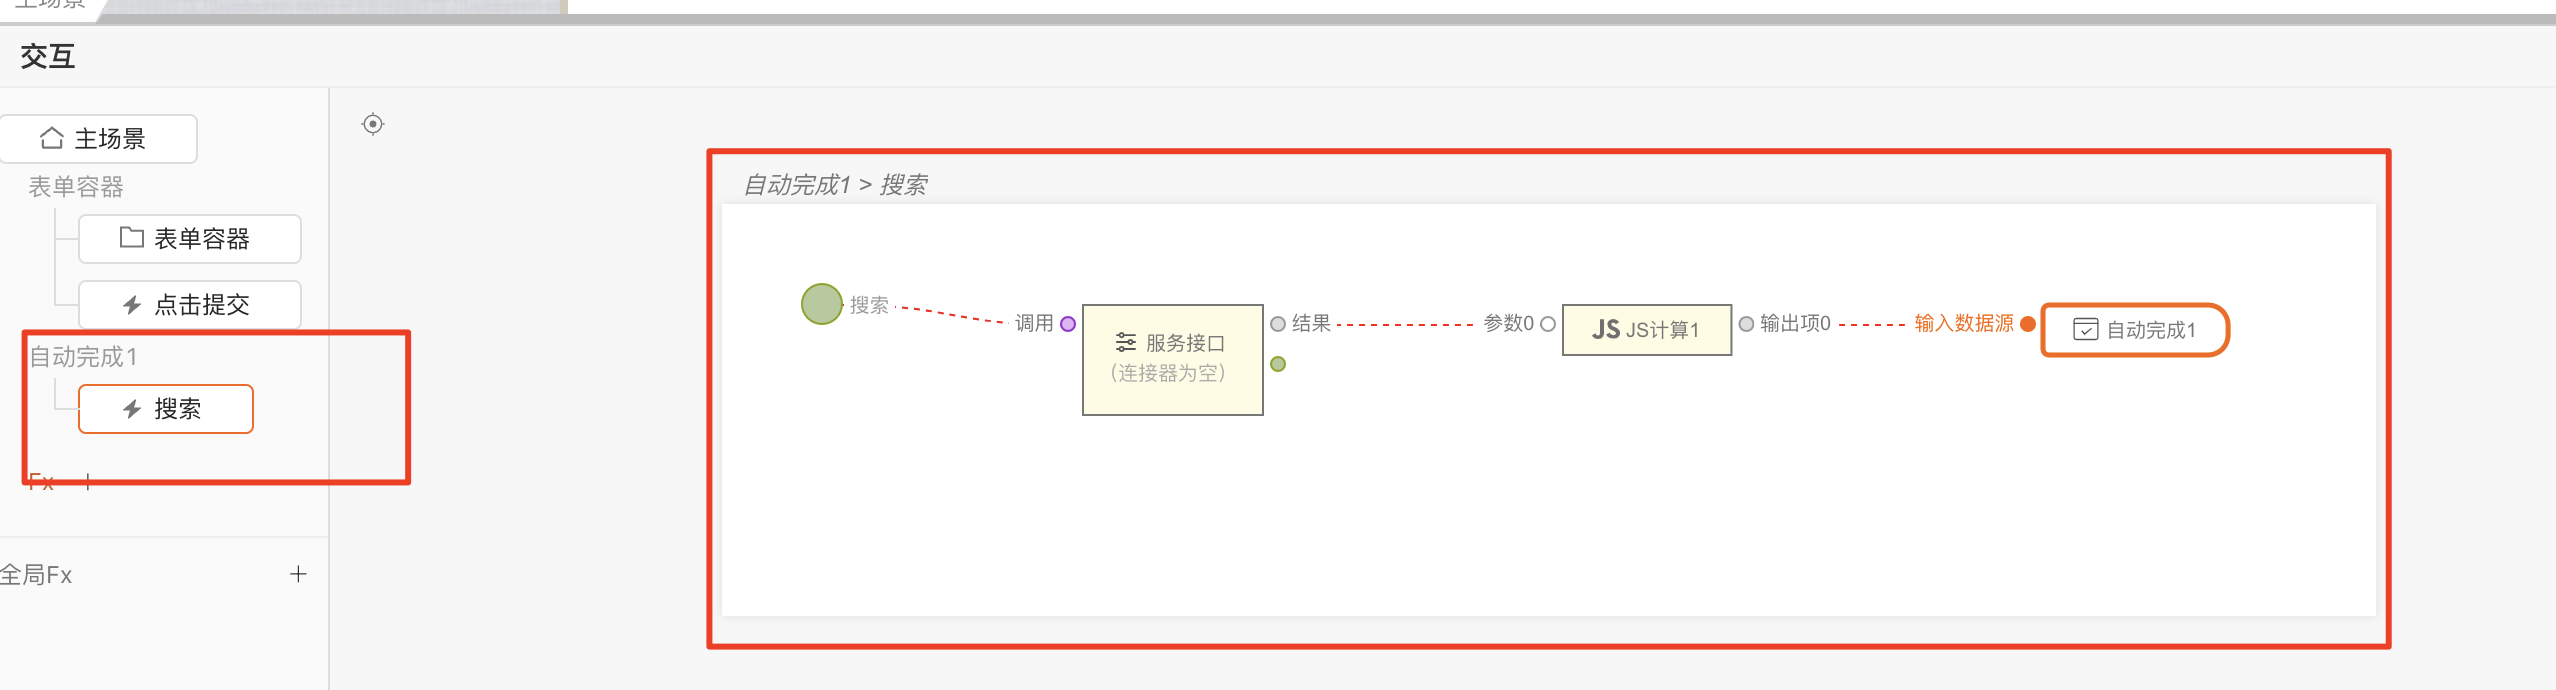 主场景
交互
主场景
表单容器
表单容器
点击提交
自动完成1
搜索
Fx +
全局Fx +
自动完成1 > 搜索
搜索
调用
服务接口
(连接器为空)
结果
参数0
JS JS计算1
输出项0
输入数据源
自动完成1